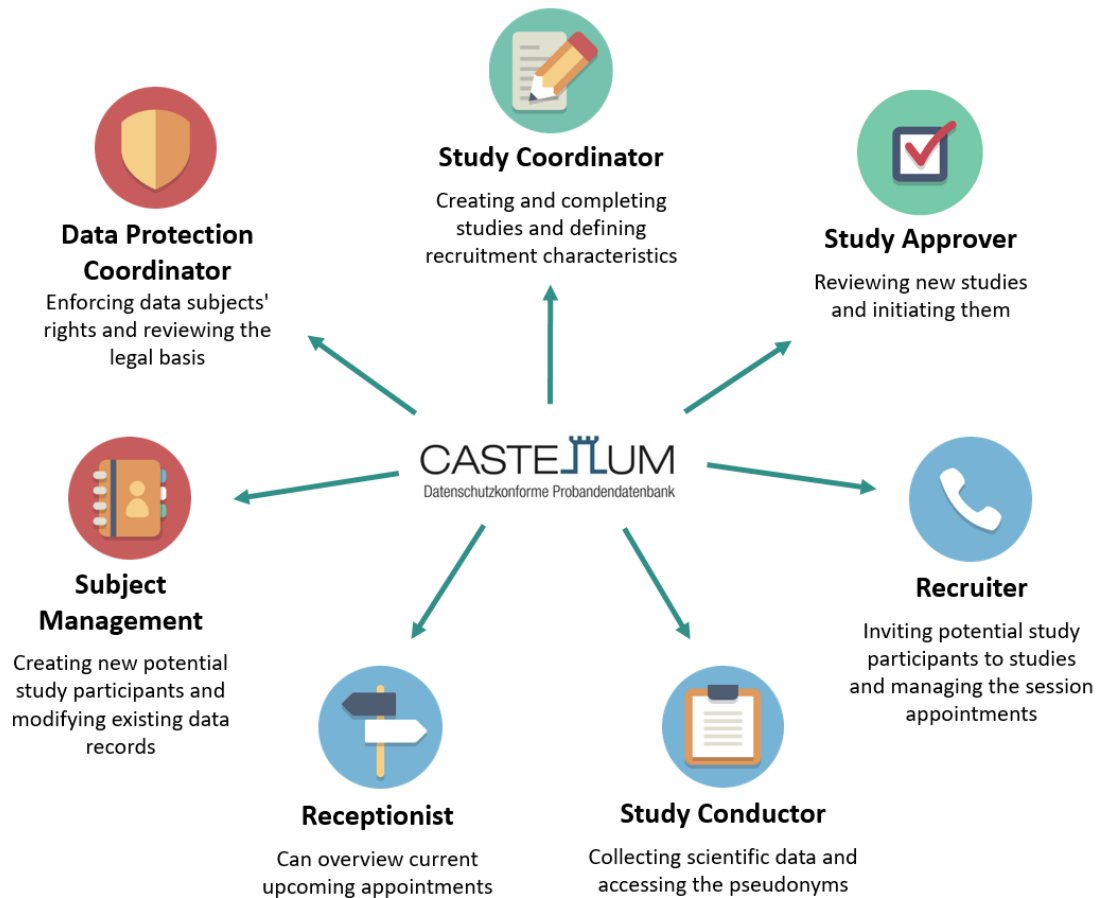 Study Coordinator
Creating and completing
studies and defining
recruitment characteristics
Data Protection
Coordinator
Enforcing data subjects'
rights and reviewing the
legal basis
Study Approver
Reviewing new studies
and initiating them
CASTELLUM
Datenschutzkonforme Probandendatenbank
Subject
Management
Creating new potential
study participants and
modifying existing data
records
Recruiter
Inviting potential study
participants to studies
and managing the session
appointments
Receptionist
Can overview current
upcoming appointments
Study Conductor
Collecting scientific data and
accessing the pseudonyms